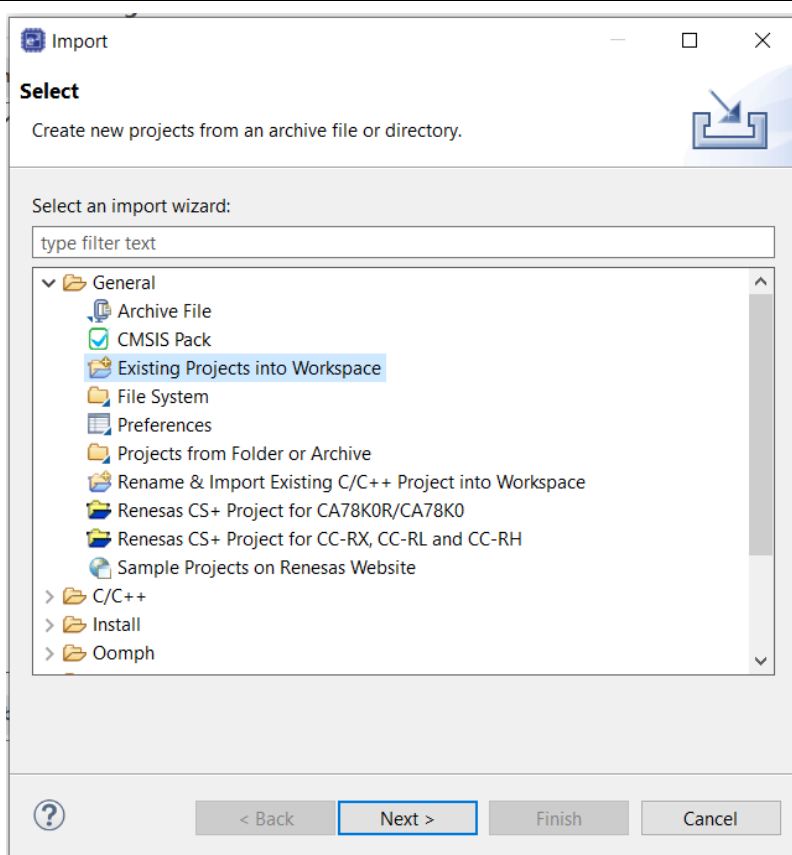 Import
Select
Create new projects from an archive file or directory.
Select an import wizard:
type filter text
General
Archive File
CMSIS Pack
Existing Projects into Workspace
File System
Preferences
Projects from Folder or Archive
Rename & Import Existing C/C++ Project into Workspace
Renesas CS+ Project for CA78K0R/CA78K0
Renesas CS+ Project for CC-RX, CC-RL and CC-RH
Sample Projects on Renesas Website
C/C++
Install
Oomph
< Back Next > Finish Cancel